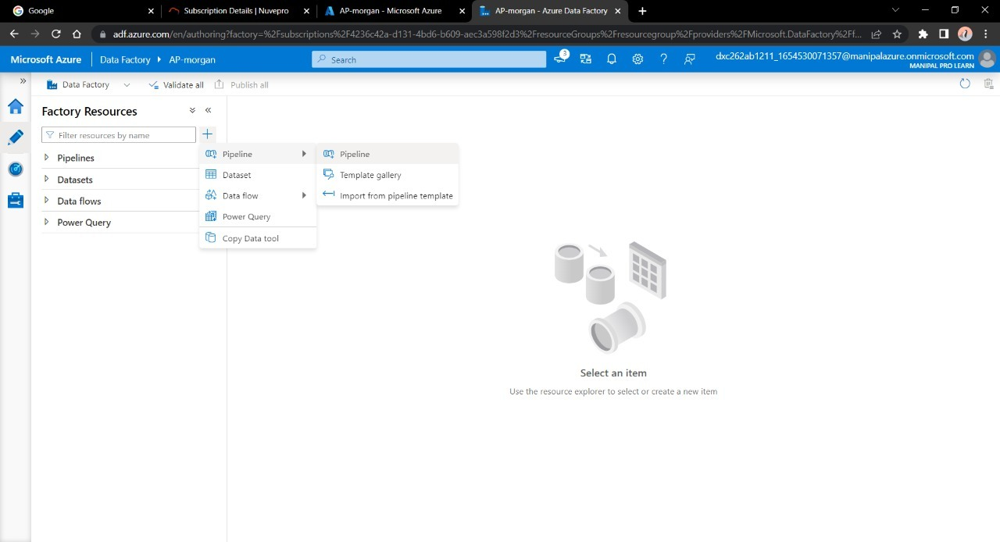 Google
Subscription Details | Nuvepro
AP-morgan - Microsoft Azure
AP-morgan - Azure Data Factory
adf.azure.com/en/authoring?factory=%2Fsubscriptions%2F4236c42a-d131-4bd6-b609-aec3a598f2d3%2FresourceGroups%2Fresourcegroup%2Fproviders%2FMicrosoft.DataFactory%2Ff...
Microsoft Azure
Data Factory
AP-morgan
Search
3
dxc262ab1211_1654530071357@manipalazure.onmicrosoft.com
MANIPAL PRO LEARN
Data Factory
Validate all
Publish all
Factory Resources
Filter resources by name
Pipelines
Datasets
Data flows
Power Query
Pipeline
Dataset
Data flow
Power Query
Copy Data tool
Pipeline
Template gallery
Import from pipeline template
Select an item
Use the resource explorer to select or create a new item